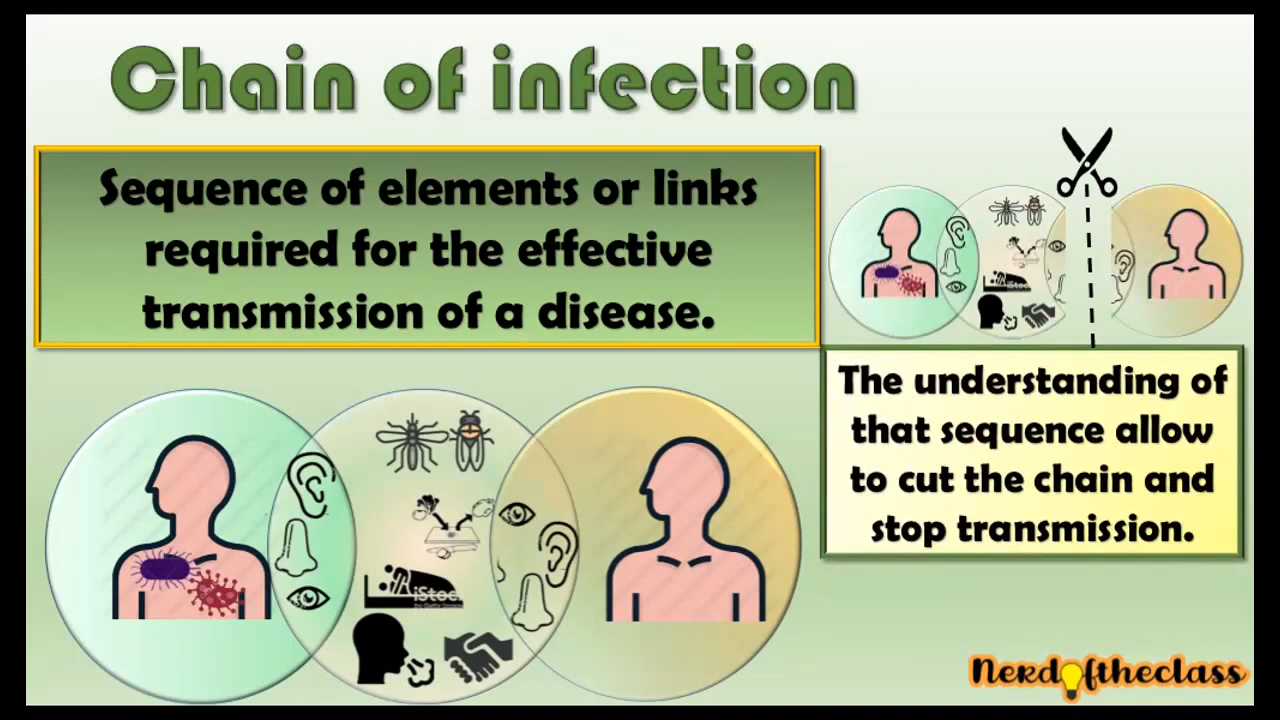 Chain of infection
Sequence of elements or links
required for the effective
transmission of a disease.
The understanding of
that sequence allow
to cut the chain and
stop transmission.
iStock
Nerdoftheclass